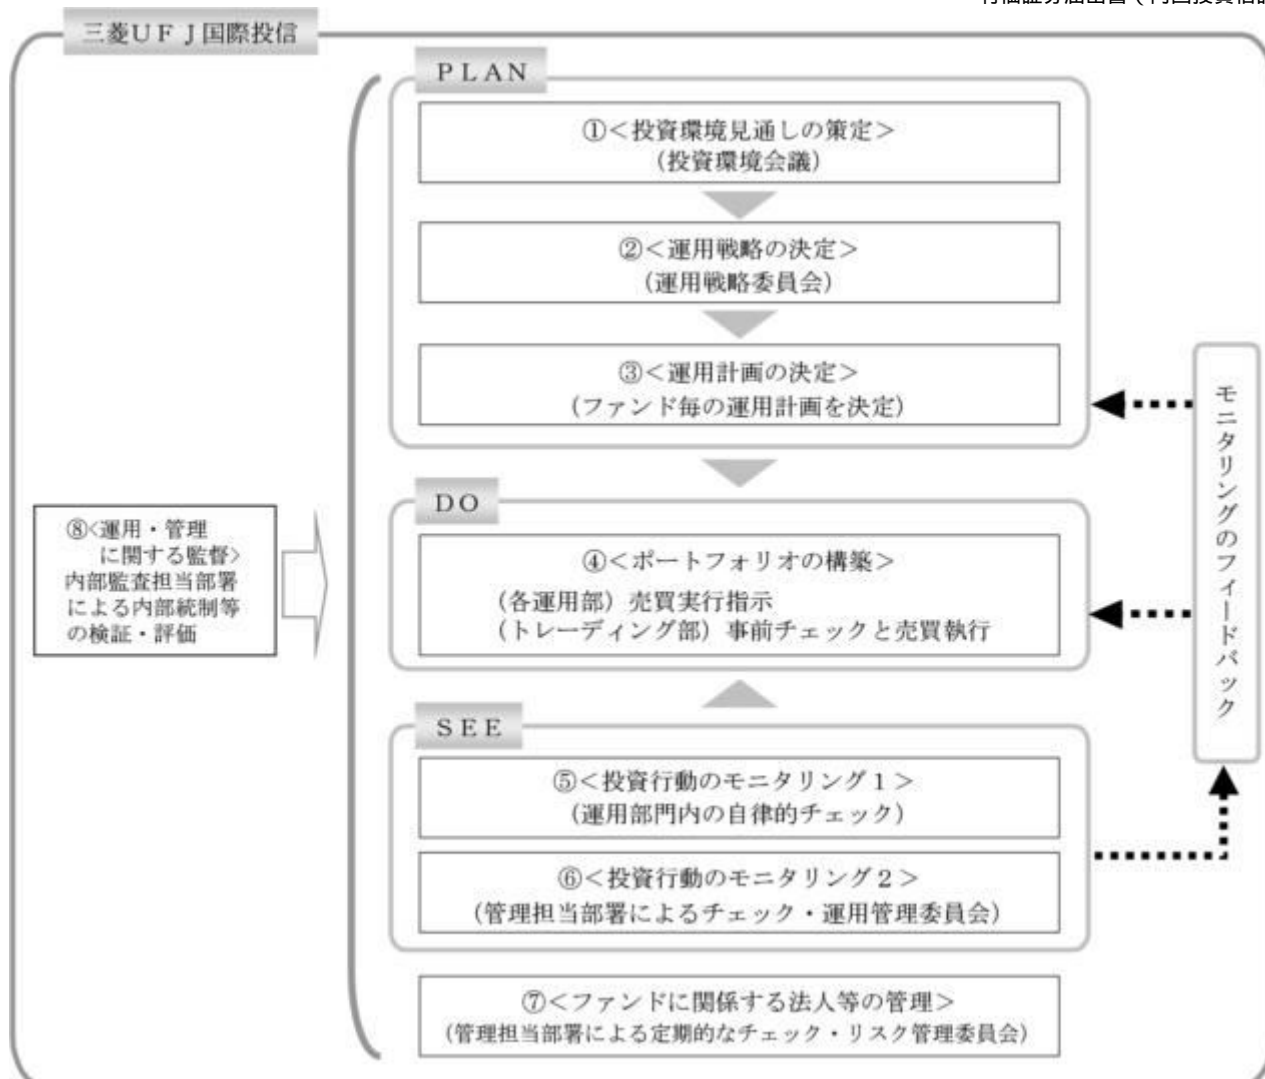 三菱ＵＦＪ国際投信
ＰＬＡＮ
①＜投資環境見通しの策定＞
（投資環境会議）
②＜運用戦略の決定＞
（運用戦略委員会）
③＜運用計画の決定＞
（ファンド毎の運用計画を決定）
ＤＯ
④＜ポートフォリオの構築＞
（各運用部）売買実行指示
（トレーディング部）事前チェックと売買執行
ＳＥＥ
⑤＜投資行動のモニタリング１＞
（運用部門内の自律的チェック）
⑥＜投資行動のモニタリング２＞
（管理担当部署によるチェック・運用管理委員会）
⑦＜ファンドに関係する法人等の管理＞
（管理担当部署による定期的なチェック・リスク管理委員会）
⑧＜運用・管理
に関する監督＞
内部監査担当部署
による内部統制等
の検証・評価
モニタリングのフィードバック